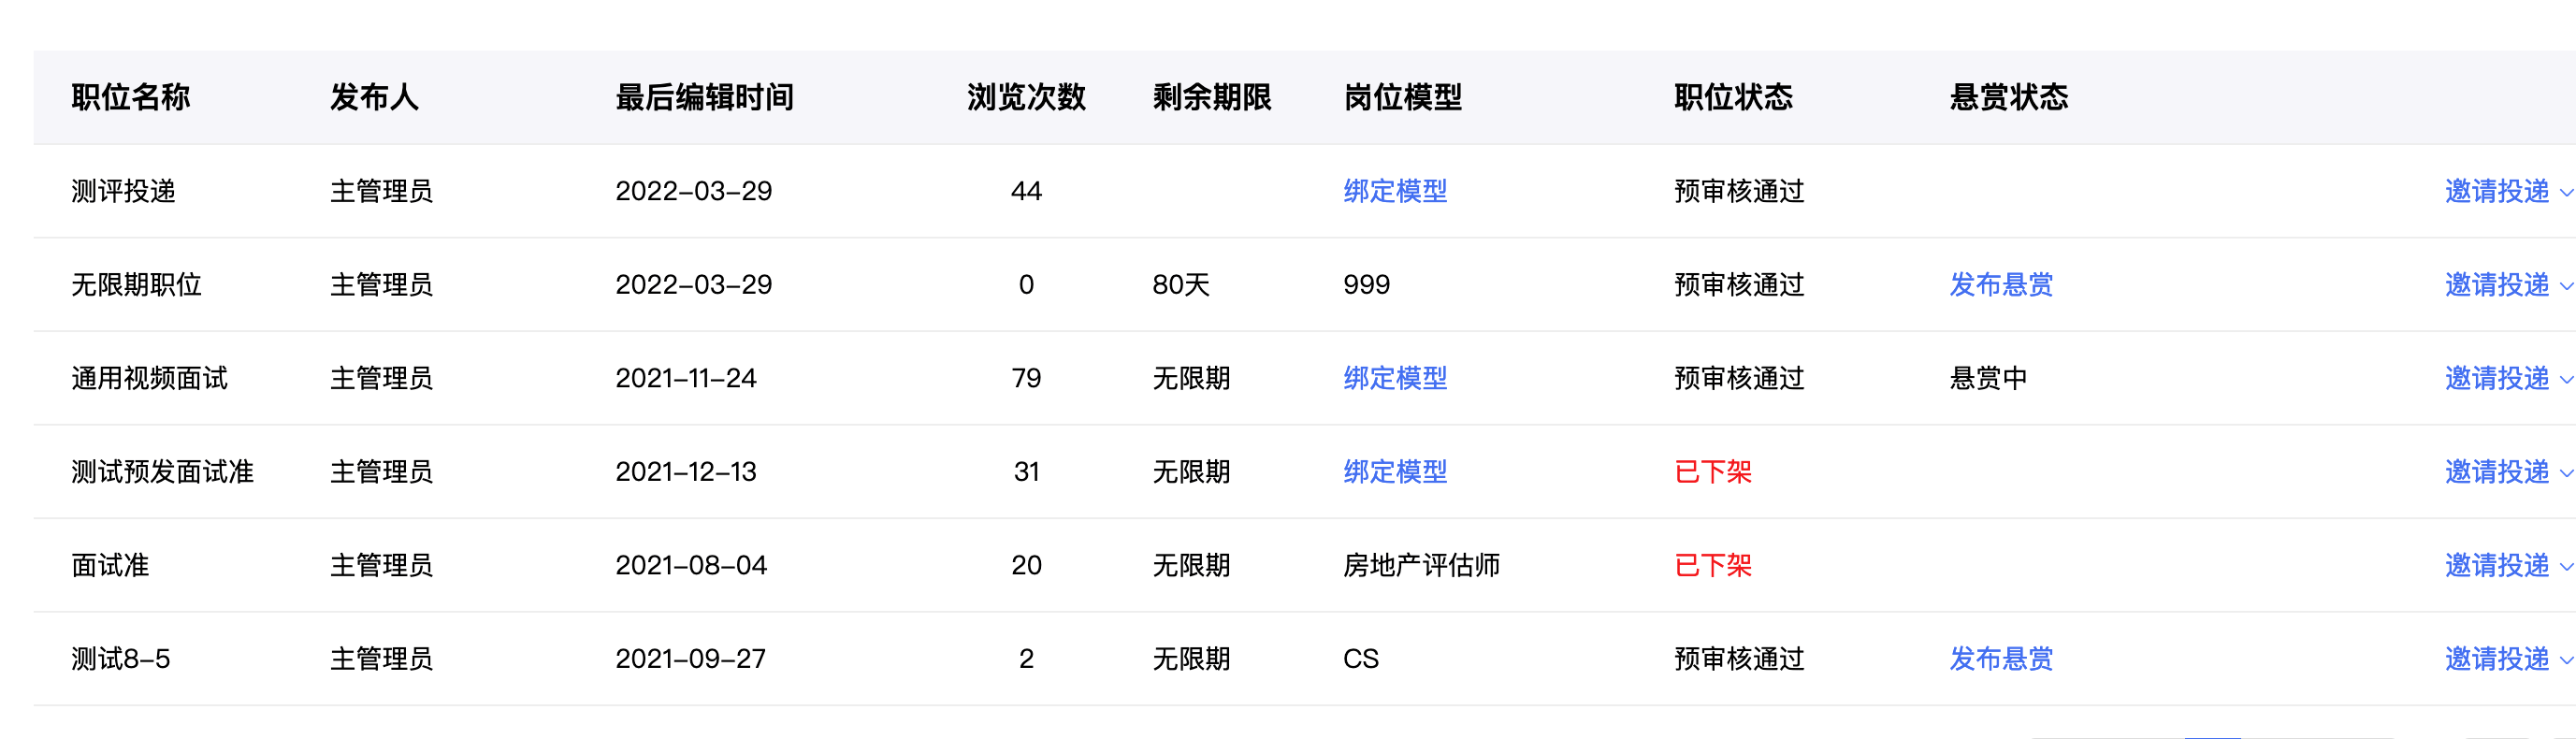 职位名称 发布人 最后编辑时间 浏览次数 剩余期限 岗位模型 职位状态 悬赏状态
测评投递 主管理员 2022-03-29 44 绑定模型 预审核通过 邀请投递
无限期职位 主管理员 2022-03-29 0 80天 999 预审核通过 发布悬赏 邀请投递
通用视频面试 主管理员 2021-11-24 79 无限期 绑定模型 预审核通过 悬赏中 邀请投递
测试预发面试准 主管理员 2021-12-13 31 无限期 绑定模型 已下架 邀请投递
面试准 主管理员 2021-08-04 20 无限期 房地产评估师 已下架 邀请投递
测试8-5 主管理员 2021-09-27 2 无限期 CS 预审核通过 发布悬赏 邀请投递